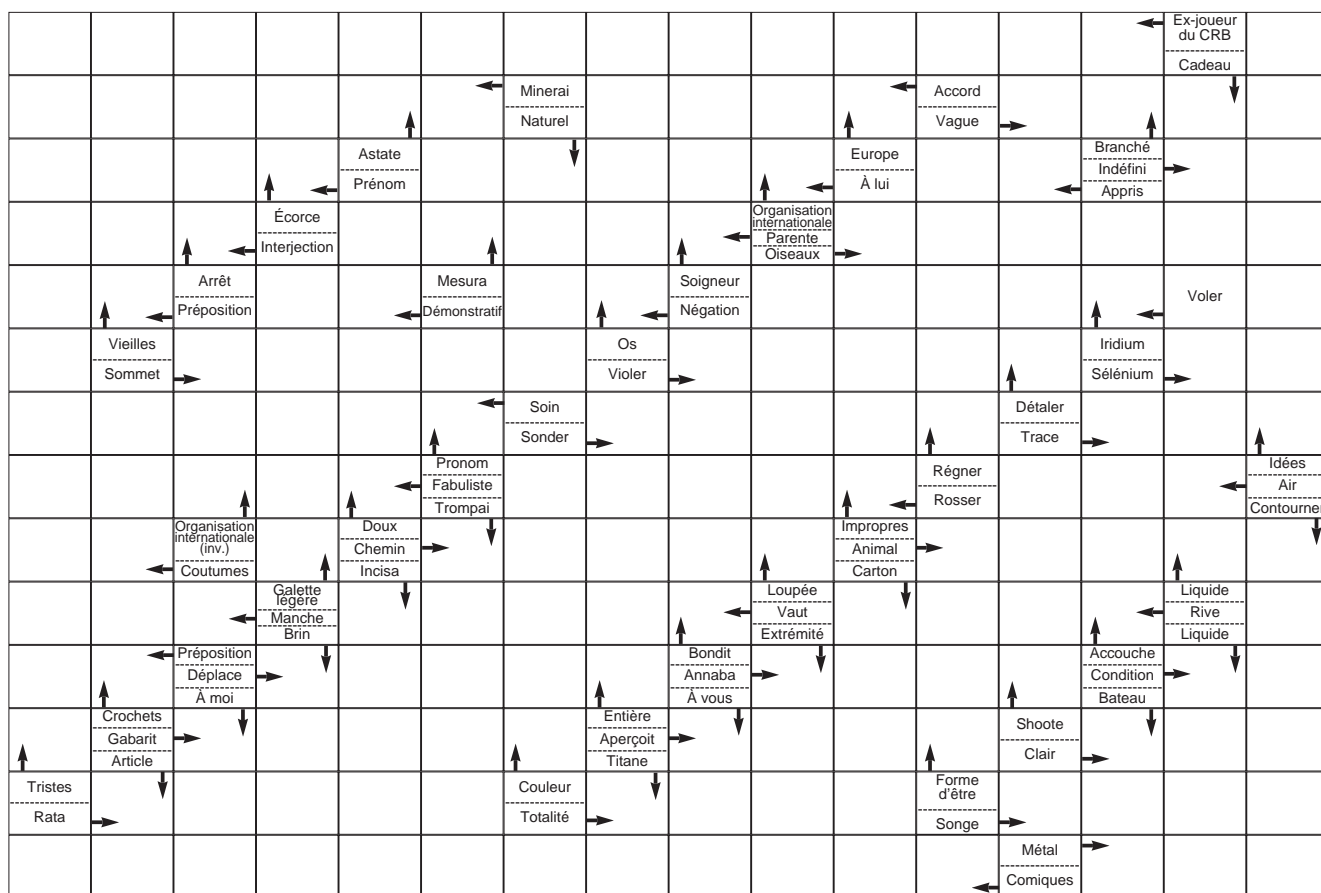 Ex-joueur
du CRB
Cadeau
Minerai
Naturel
Accord
Vague
Astate
Prénom
Europe
À lui
Branché
Indéfini
Appris
Écorce
Interjection
Organisation
internationale
Parente
Oiseaux
Arrêt
Préposition
Mesura
Démonstratif
Soigneur
Négation
Voler
Vieilles
Sommet
Os
Violer
Iridium
Sélénium
Soin
Sonder
Détaler
Trace
Pronom
Fabuliste
Trompai
Régner
Rosser
Idées
Air
Contourner
Organisation
internationale
(inv.)
Coutumes
Doux
Chemin
Incisa
Impropres
Animal
Carton
Galette
légère
Manche
Brin
Loupée
Vaut
Extrémité
Liquide
Rive
Liquide
Préposition
Déplace
À moi
Bondit
Annaba
À vous
Accouche
Condition
Bateau
Crochets
Gabarit
Article
Entière
Aperçoit
Titane
Shoote
Clair
Tristes
Rata
Couleur
Totalité
Forme
d'être
Songe
Métal
Comiques